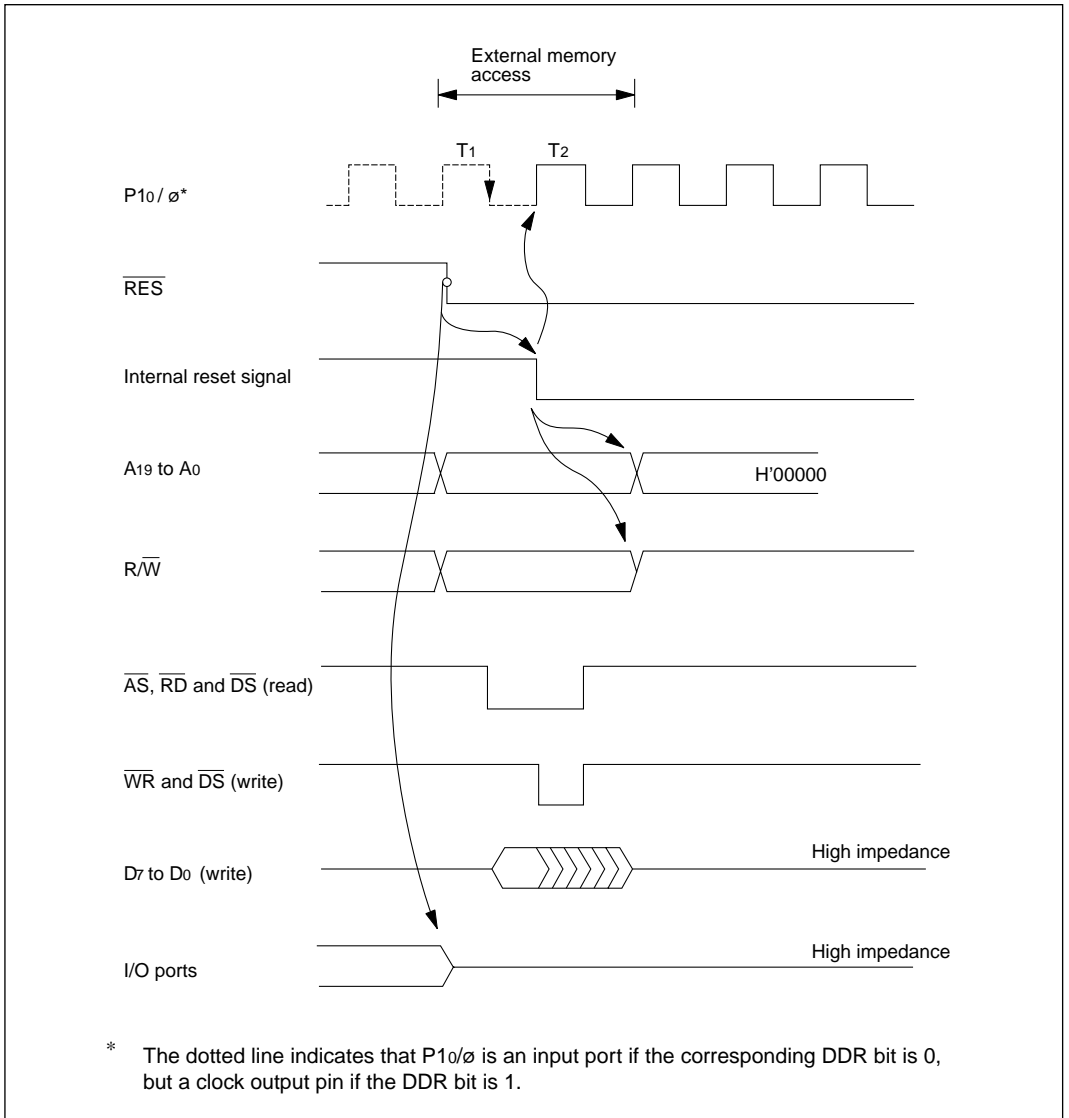 External memory
access
T1 T2
P10 / ø*
RES
Internal reset signal
A19 to A0
H'00000
R/W
AS, RD and DS (read)
WR and DS (write)
High impedance
D7 to D0 (write)
High impedance
I/O ports
* The dotted line indicates that P10/ø is an input port if the corresponding DDR bit is 0,
but a clock output pin if the DDR bit is 1.